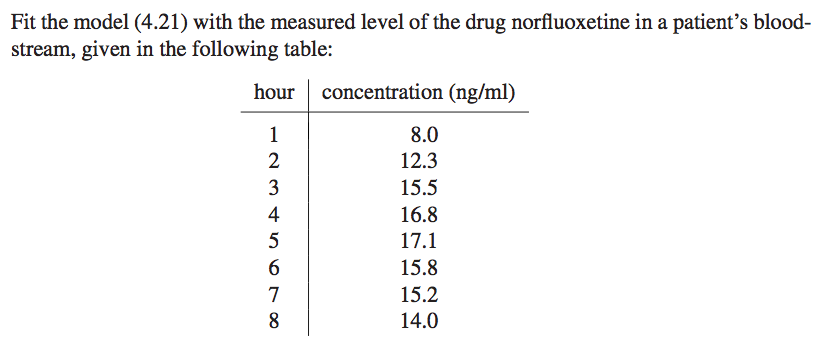 Fit the model (4.21) with the measured level of the drug norfluoxetine in a patient's blood-
stream, given in the following table:
hour concentration (ng/ml)
1 8.0
2 12.3
3 15.5
4 16.8
5 17.1
6 15.8
7 15.2
8 14.0